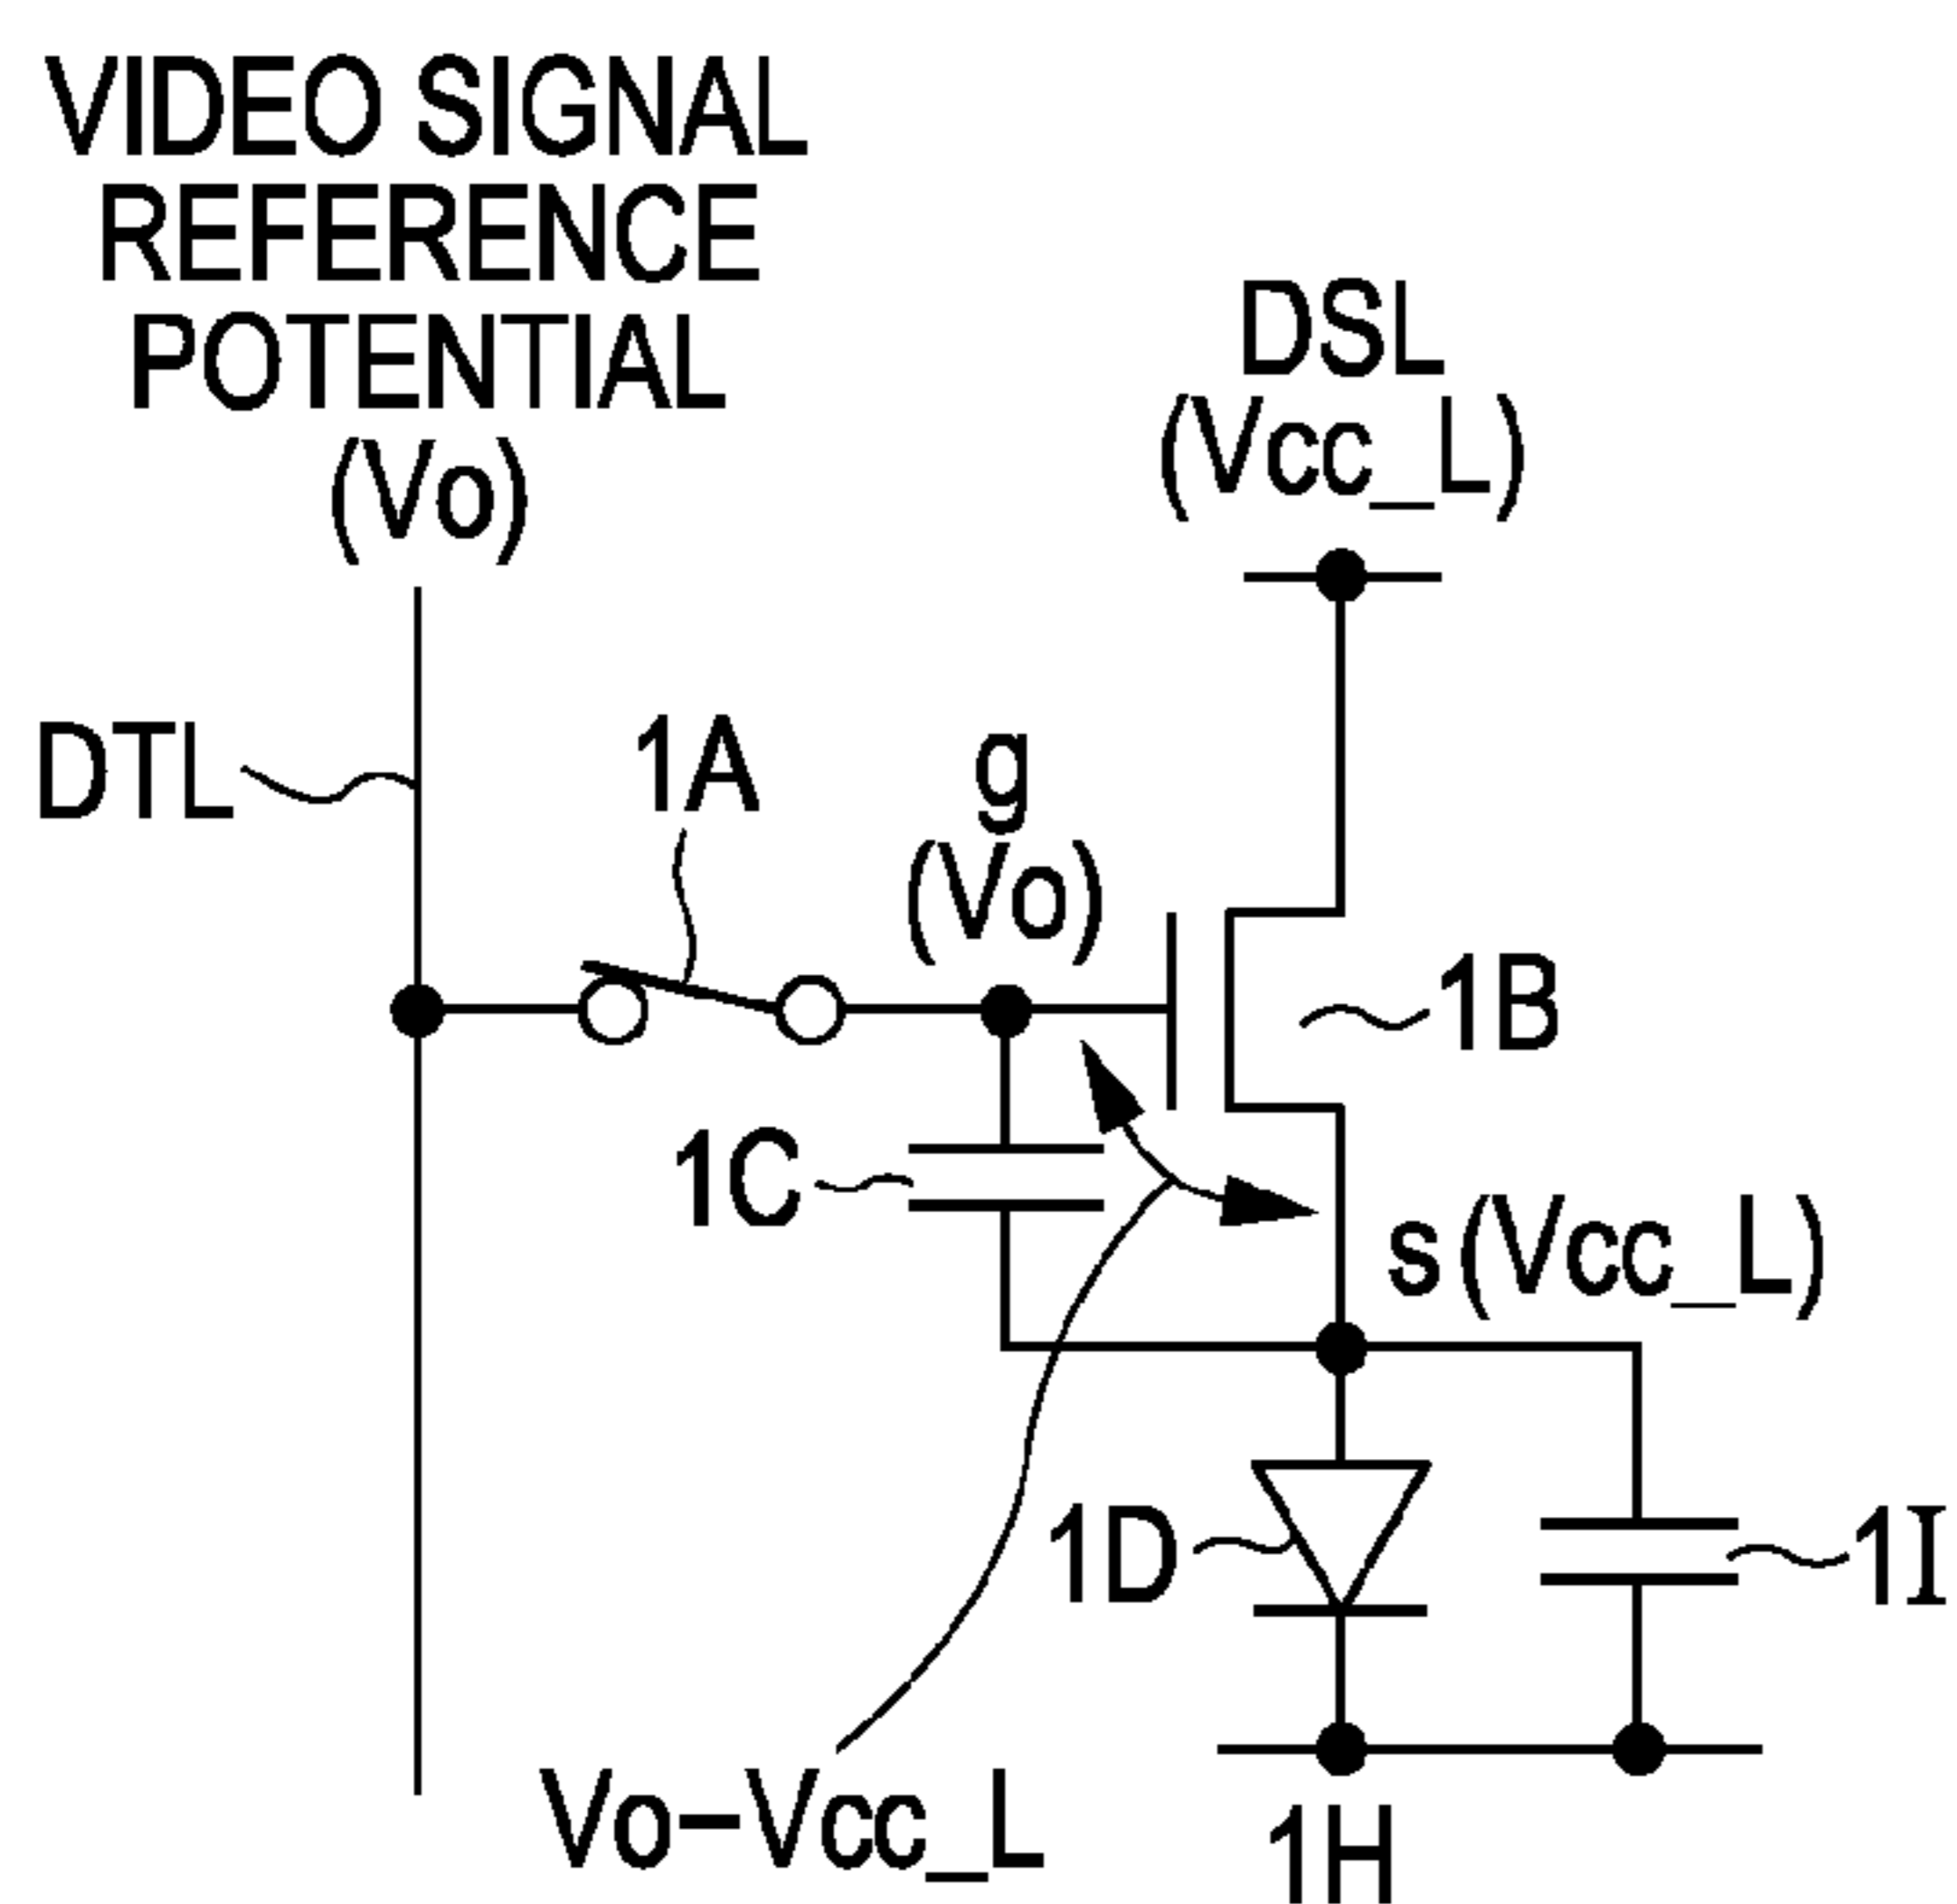 VIDEO SIGNAL
REFERENCE
POTENTIAL
(Vo)
DSL
(Vcc_L)
DTL
1A
g
(Vo)
1B
1C
s(Vcc_L)
1D
1I
Vo−Vcc_L
1H